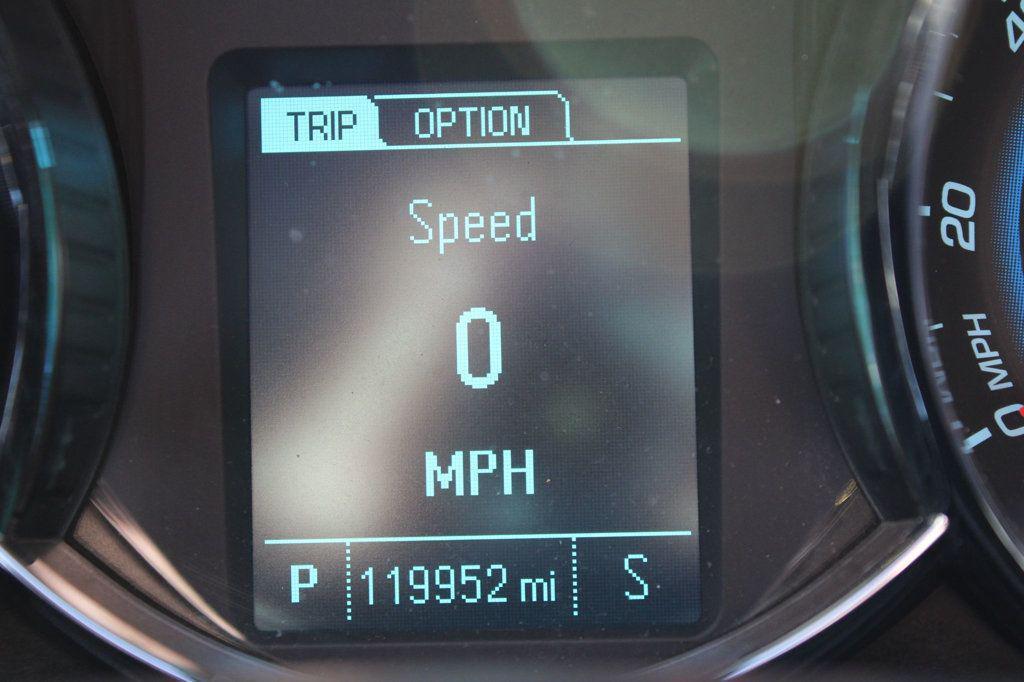 TRIP OPTION
Speed
0
MPH
P 119952 mi S
20
MPH
0